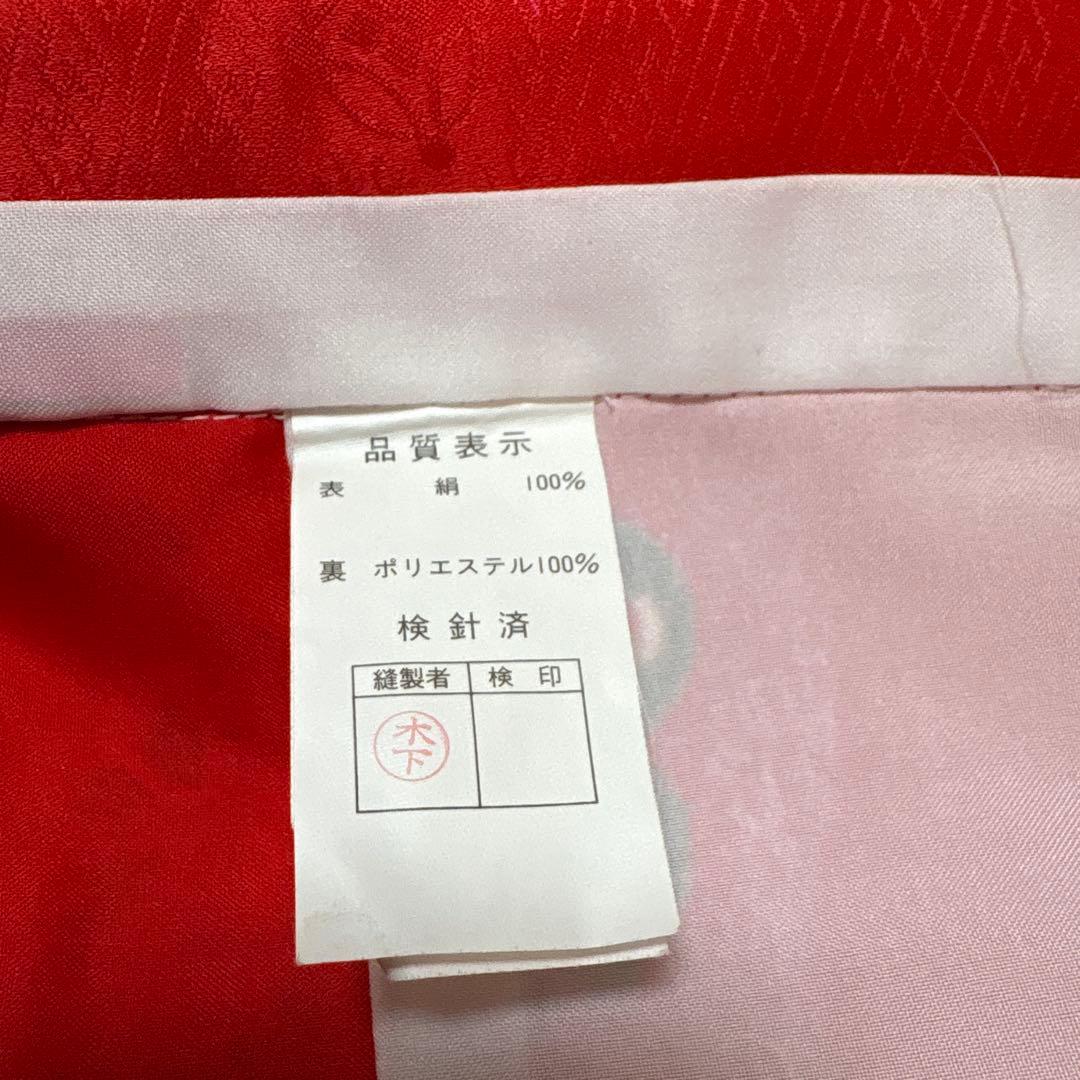 品質表示
表 絹 100%
裏 ポリエステル100%
検針済
縫製者 検印
木下